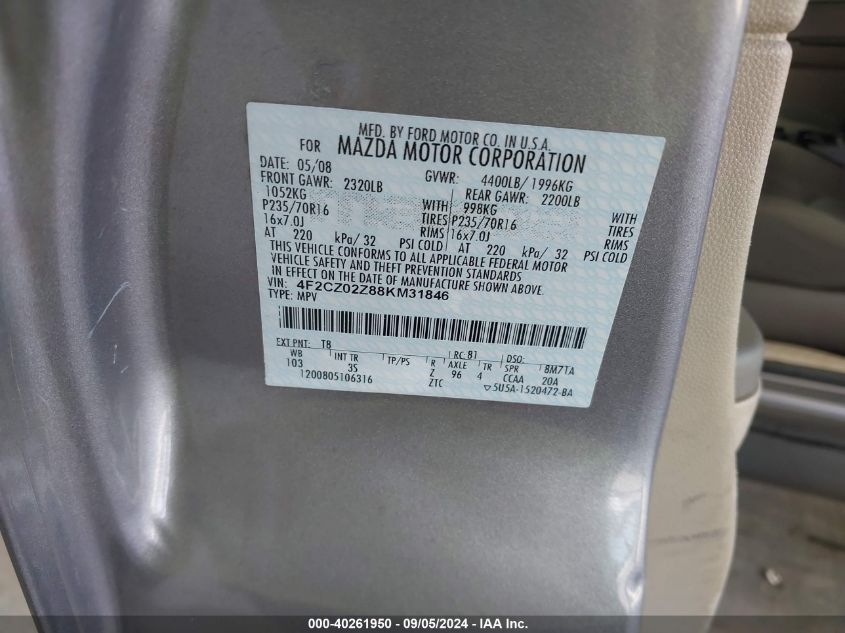 MFD. BY FORD MOTOR CO. IN U.S.A.
FOR MAZDA MOTOR CORPORATION
DATE: 05/'08 GVWR: 4400LB/ 1996KG
FRONT GAWR: 2320LB REAR GAWR: 2200LB
1052KG WITH 998KG WITH
P235/70R16 TIRES P235/70R16 TIRES
16x7.0J RIMS 16x7.0J RIMS
AT 220 kPa/ 32 PSI COLD AT 220 kPa/ 32 PSI COLD
THIS VEHICLE CONFORMS TO ALL APPLICABLE FEDERAL MOTOR
VEHICLE SAFETY AND THEFT PREVENTION STANDARDS
IN EFFECT ON THE DATE OF MANUFACTURE SHOWN ABOVE.
VIN: 4F2CZ02Z88KM31846
TYPE: MPV
EXT PNT: T8 RC: 81 DSO:
WB INT TR TP/PS R AXLE TR SPR 8M71A
103 3S Z 96 4 CCAA 20A
1200805106316 ZTC ▽5U5A-1520472-BA
000-40261950 - 09/05/2024 - IAA Inc.